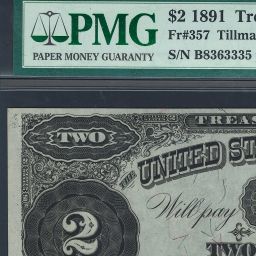 PMG
PAPER MONEY GUARANTY
$2 1891 Tre
Fr#357 Tillma
S/N B8363335
TREAS
TWO
THE
UNITED S
Will pay
2
TWO